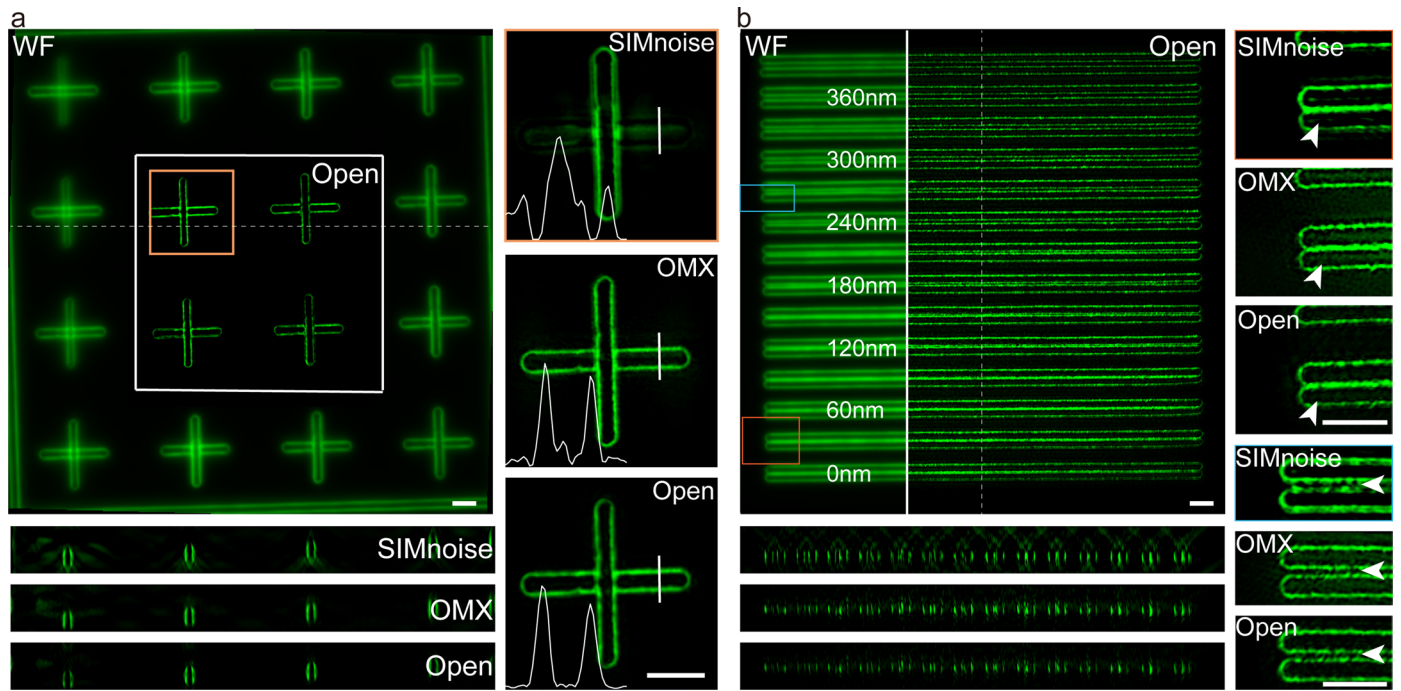 a
WF
Open
SIMnoise
OMX
Open
SIMnoise
OMX
Open
b
WF
Open
360nm
300nm
240nm
180nm
120nm
60nm
0nm
SIMnoise
OMX
Open
SIMnoise
OMX
Open